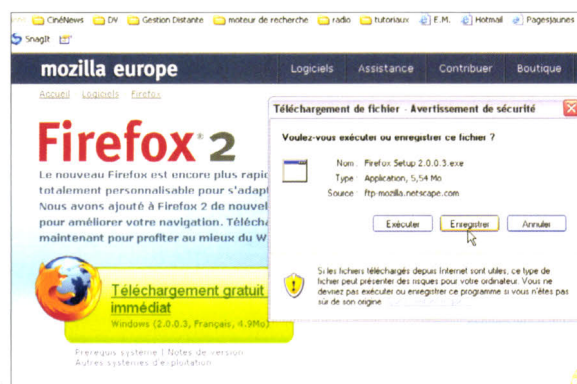 CinéNews DV Gestion Distante moteur de recherche radio tutoriaux E.M. Hotmail Pagesjaunes
SnagIt
mozilla europe Logiciels Assistance Contribuer Boutique
Accueil Logiciels Firefox
Téléchargement de fichier - Avertissement de sécurité
Voulez-vous exécuter ou enregistrer ce fichier ?
Nom : Firefox Setup 2.0.0.3.exe
Type : Application, 5,54 Mo
Source : ftp-mozilla.netscape.com
Exécuter Enregistrer Annuler
Si les fichiers téléchargés depuis Internet sont utiles, ce type de
fichier peut présenter des risques pour votre ordinateur. Vous ne
devriez pas exécuter ou enregistrer ce programme si vous n'êtes pas
sûr de son origine.
Firefox 2
Le nouveau Firefox est encore plus rapi
totalement personnalisable pour s'adapt
Nous avons ajouté à Firefox 2 de nouvel
pour améliorer votre navigation. Télécha
maintenant pour profiter au mieux du W
Téléchargement gratuit
immédiat
Windows (2.0.0.3, Français, 4.9Mo)
Prérequis système | Notes de version
Autres systèmes d'exploitation